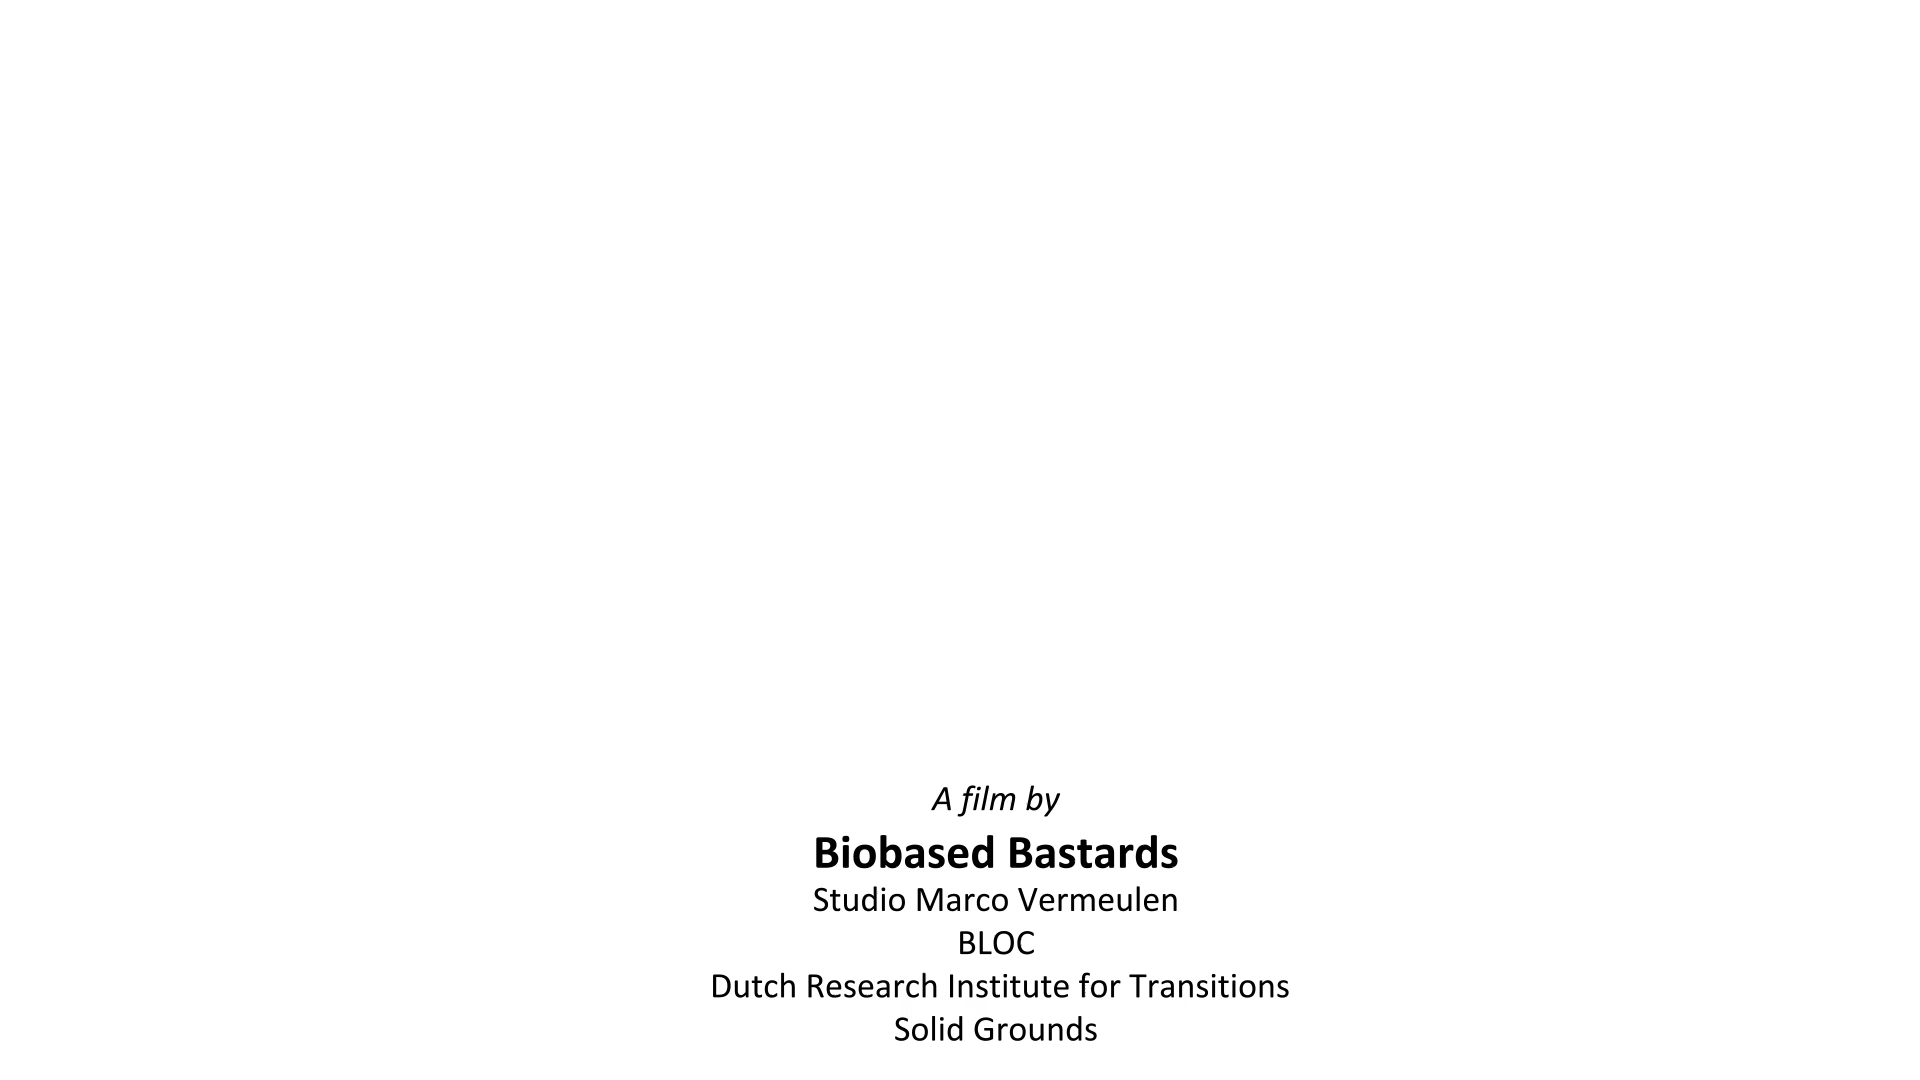 A film by
Biobased Bastards
Studio Marco Vermeulen
BLOC
Dutch Research Institute for Transitions
Solid Grounds